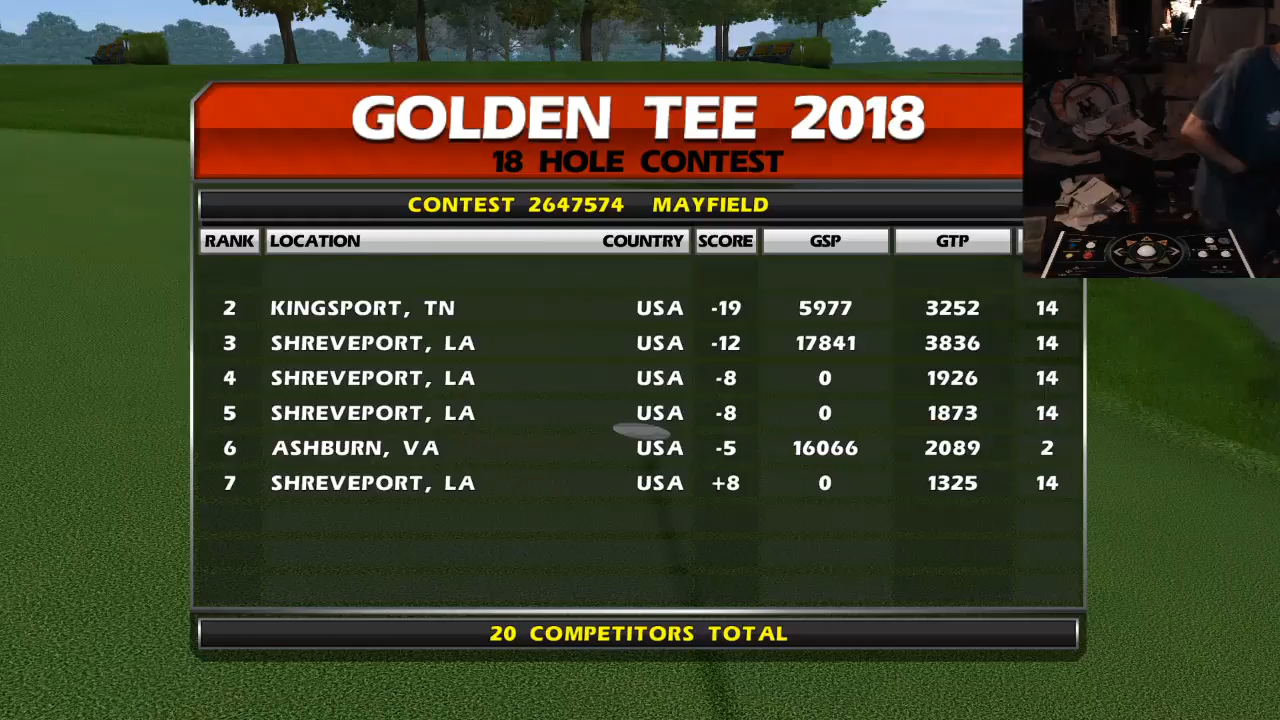 GOLDEN TEE 2018
18 HOLE CONTEST
CONTEST 2647574 MAYFIELD
RANK LOCATION COUNTRY SCORE GSP GTP
2 KINGSPORT, TN USA -19 5977 3252 14
3 SHREVEPORT, LA USA -12 17841 3836 14
4 SHREVEPORT, LA USA -8 0 1926 14
5 SHREVEPORT, LA USA -8 0 1873 14
6 ASHBURN, VA USA -5 16066 2089 2
7 SHREVEPORT, LA USA +8 0 1325 14
20 COMPETITORS TOTAL